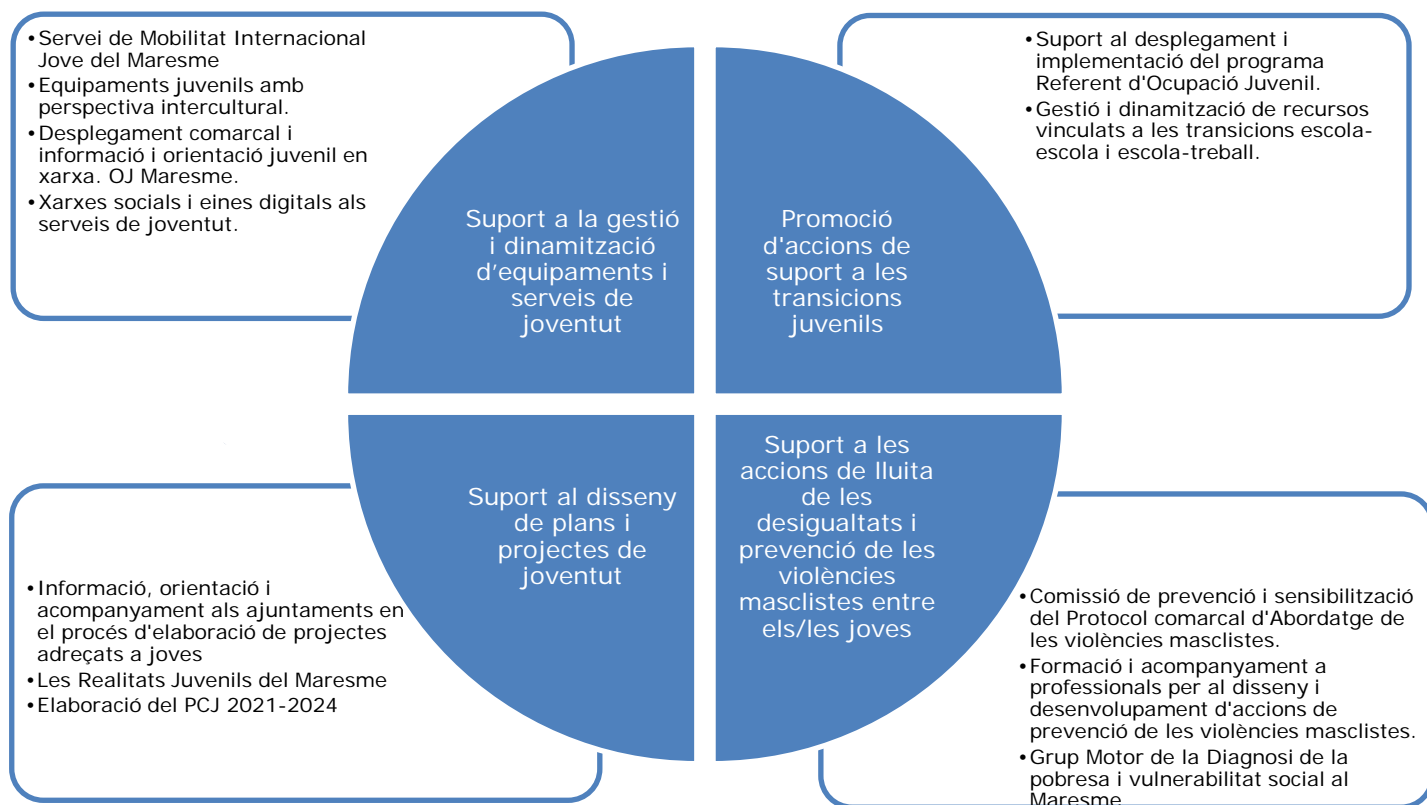 •Servei de Mobilitat Internacional
Jove del Maresme
•Equipaments juvenils amb
perspectiva intercultural.
•Desplegament comarcal i
informació i orientació juvenil en
xarxa. OJ Maresme.
•Xarxes socials i eines digitals als
serveis de joventut.
•Suport al desplegament i
implementació del programa
Referent d'Ocupació Juvenil.
•Gestió i dinamització de recursos
vinculats a les transicions escola-
escola i escola-treball.
Suport a la gestió
i dinamització
d’equipaments i
serveis de
joventut
Promoció
d'accions de
suport a les
transicions
juvenils
Suport al disseny
de plans i
projectes de
joventut
Suport a les
accions de lluita
de les
desigualtats i
prevenció de les
violències
masclistes entre
els/les joves
•Informació, orientació i
acompanyament als ajuntaments en
el procés d'elaboració de projectes
adreçats a joves
•Les Realitats Juvenils del Maresme
•Elaboració del PCJ 2021-2024
•Comissió de prevenció i sensibilització
del Protocol comarcal d'Abordatge de
les violències masclistes.
•Formació i acompanyament a
professionals per al disseny i
desenvolupament d'accions de
prevenció de les violències masclistes.
•Grup Motor de la Diagnosi de la
pobresa i vulnerabilitat social al
Maresme